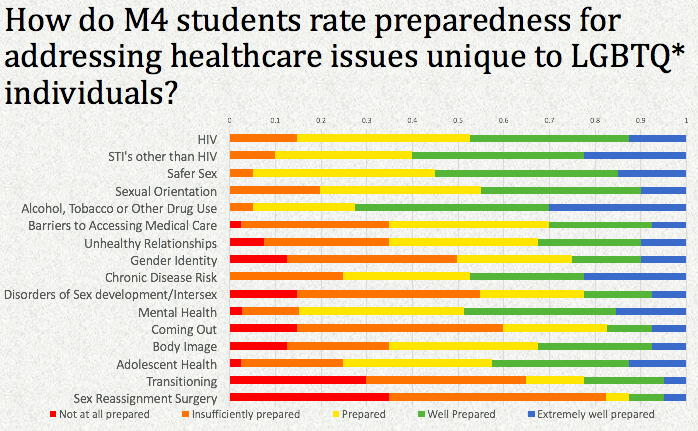 How do M4 students rate preparedness for
addressing healthcare issues unique to LGBTQ*
individuals?
0 0.1 0.2 0.3 0.4 0.5 0.6 0.7 0.8 0.9 1
HIV
STI's other than HIV
Safer Sex
Sexual Orientation
Alcohol, Tobacco or Other Drug Use
Barriers to Accessing Medical Care
Unhealthy Relationships
Gender Identity
Chronic Disease Risk
Disorders of Sex development/Intersex
Mental Health
Coming Out
Body Image
Adolescent Health
Transitioning
Sex Reassignment Surgery
Not at all prepared Insufficiently prepared Prepared Well Prepared Extremely well prepared